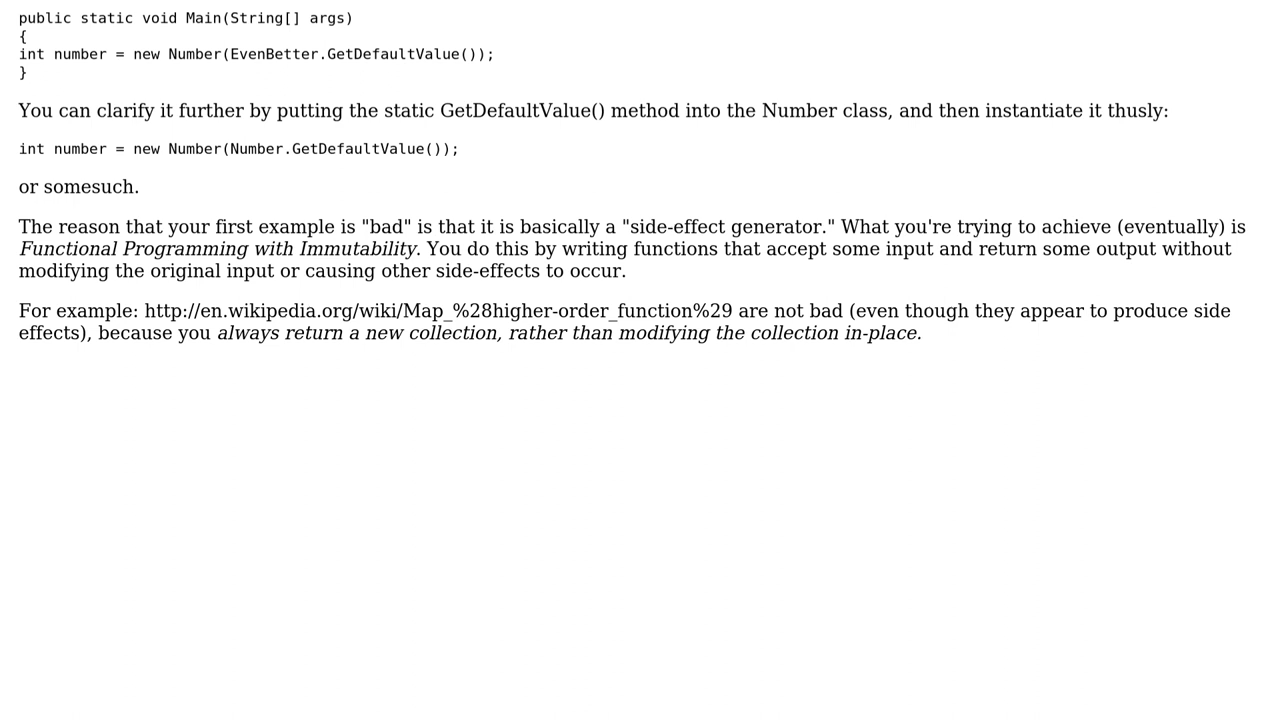 public static void Main(String[] args)
{
int number = new Number(EvenBetter.GetDefaultValue());
}
You can clarify it further by putting the static GetDefaultValue() method into the Number class, and then instantiate it thusly:
int number = new Number(Number.GetDefaultValue());
or somesuch.
The reason that your first example is "bad" is that it is basically a "side-effect generator." What you're trying to achieve (eventually) is
Functional Programming with Immutability. You do this by writing functions that accept some input and return some output without
modifying the original input or causing other side-effects to occur.
For example: http://en.wikipedia.org/wiki/Map_%28higher-order_function%29 are not bad (even though they appear to produce side
effects), because you always return a new collection, rather than modifying the collection in-place.